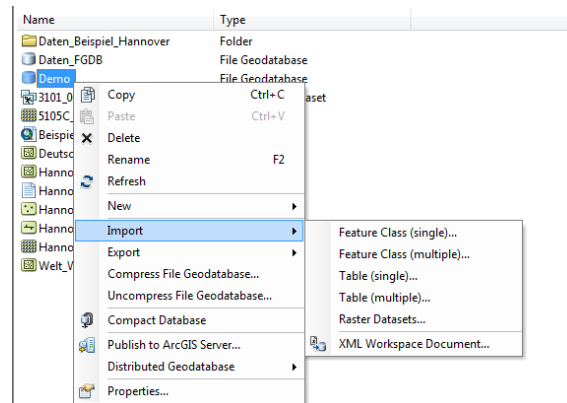 Name Type
Daten_Beispiel_Hannover Folder
Daten_FGDB File Geodatabase
Demo File Geodatabase
3101_0
5105C_
Beispie
Deutsc
Hanno
Hanno
Hanno
Hanno
Hanno
Welt_V
aset
Copy Ctrl+C
Paste Ctrl+V
Delete
Rename F2
Refresh
New
Import
Export
Compress File Geodatabase...
Uncompress File Geodatabase...
Compact Database
Publish to ArcGIS Server...
Distributed Geodatabase
Properties...
Feature Class (single)...
Feature Class (multiple)...
Table (single)...
Table (multiple)...
Raster Datasets...
XML Workspace Document...